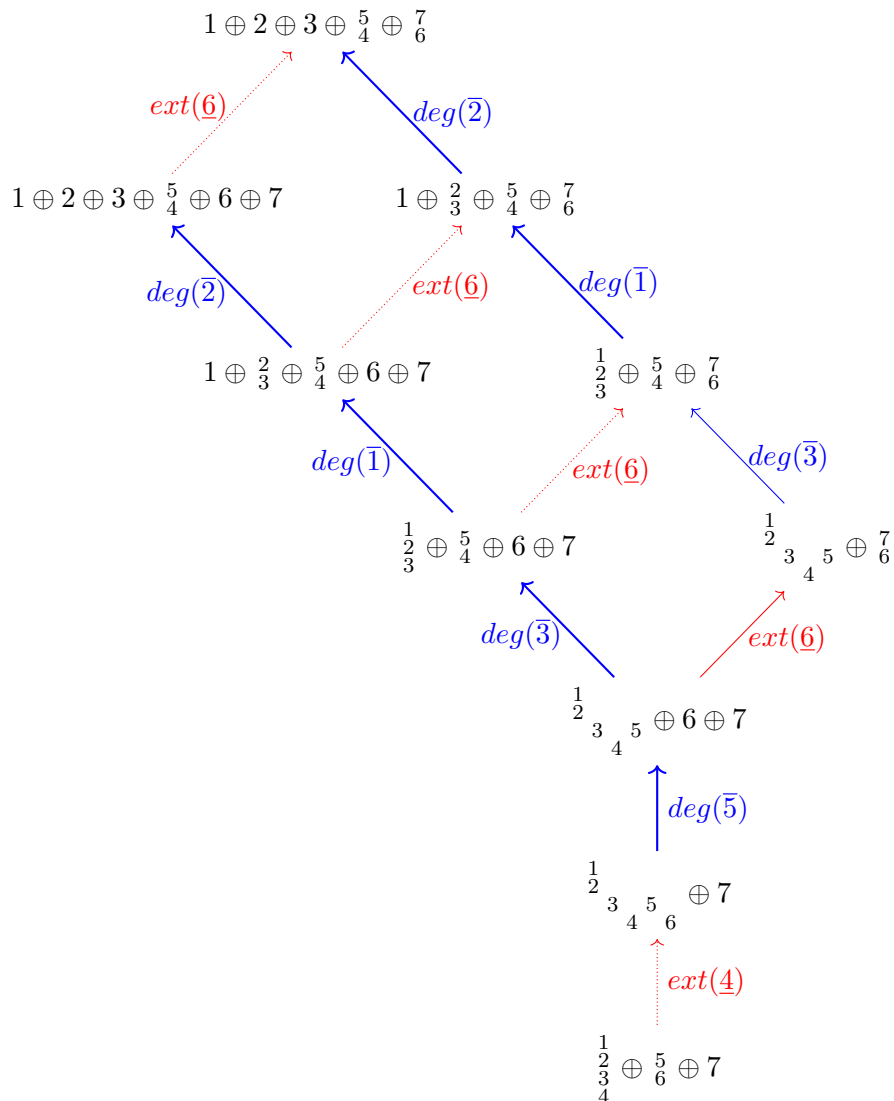 1 ⊕ 2 ⊕ 3 ⊕ 5/4 ⊕ 7/6
ext(6̲)
deg(2̅)
1 ⊕ 2 ⊕ 3 ⊕ 5/4 ⊕ 6 ⊕ 7
1 ⊕ 2/3 ⊕ 5/4 ⊕ 7/6
deg(2̅)
ext(6̲)
deg(1̅)
1 ⊕ 2/3 ⊕ 5/4 ⊕ 6 ⊕ 7
1/2/3 ⊕ 5/4 ⊕ 7/6
deg(1̅)
ext(6̲)
deg(3̅)
1/2/3 ⊕ 5/4 ⊕ 6 ⊕ 7
1
2
3 5 ⊕ 7/6
4
deg(3̅)
ext(6̲)
1
2
3 5 ⊕ 6 ⊕ 7
4
deg(5̅)
1
2
3 5 ⊕ 7
4 6
ext(4̲)
1/2/3/4 ⊕ 5/6 ⊕ 7